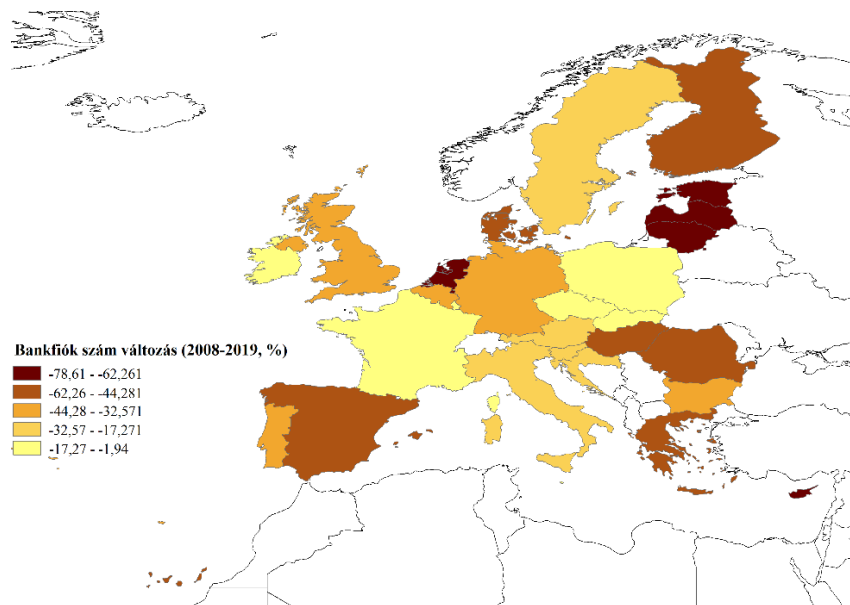 Bankfiók szám változás (2008-2019, %)
-78,61 - -62,261
-62,26 - -44,281
-44,28 - -32,571
-32,57 - -17,271
-17,27 - -1,94